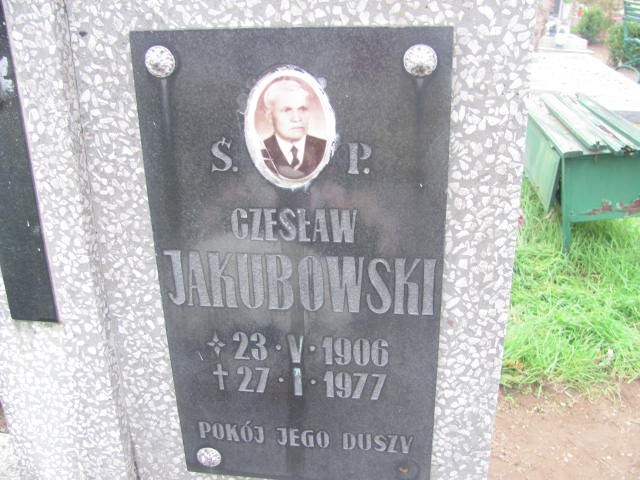 Ś. P.
CZESŁAW
JAKUBOWSKI
23·V·1906
✝ 27·I·1977
POKÓJ JEGO DUSZY